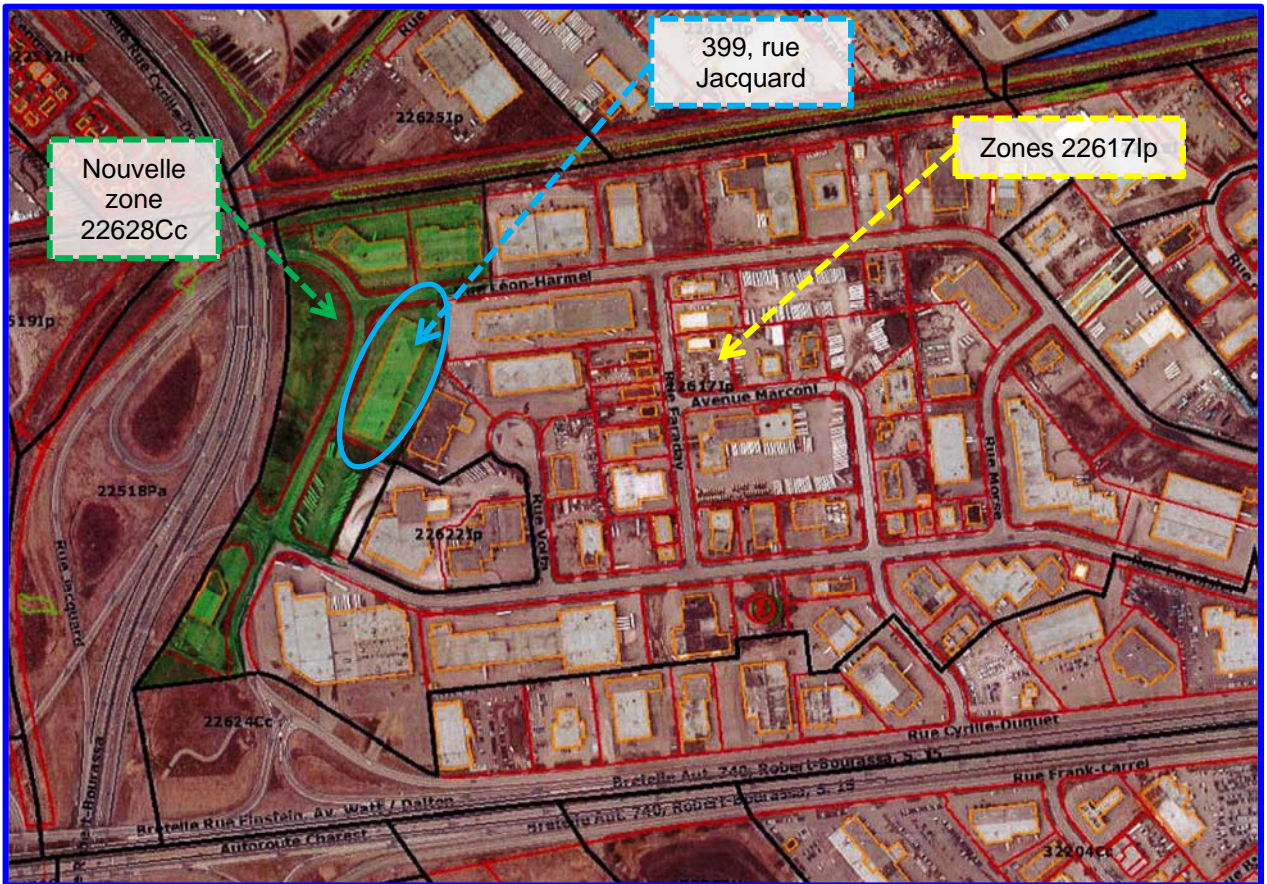 22613Ip
399, rue
Jacquard
22625Ip
Nouvelle
zone
22628Cc
Zones 22617Ip
Rue
Léon-Harmel
22617Ip
Avenue Marconi
Rue Faraday
Rue Morse
Rue Volta
22622Ip
22518Pa
Rue Jacquard
22624Cc
Rue Cyrille-Duquet
Bretelle Aut. 740, Robert-Bourassa, S. 15
Rue Frank-Carrel
Bretelle Rue Einstein, Av. Watt / Dalton
Bretelle Aut. 740, Robert-Bourassa, S. 15
Autoroute Charest
32204Cc